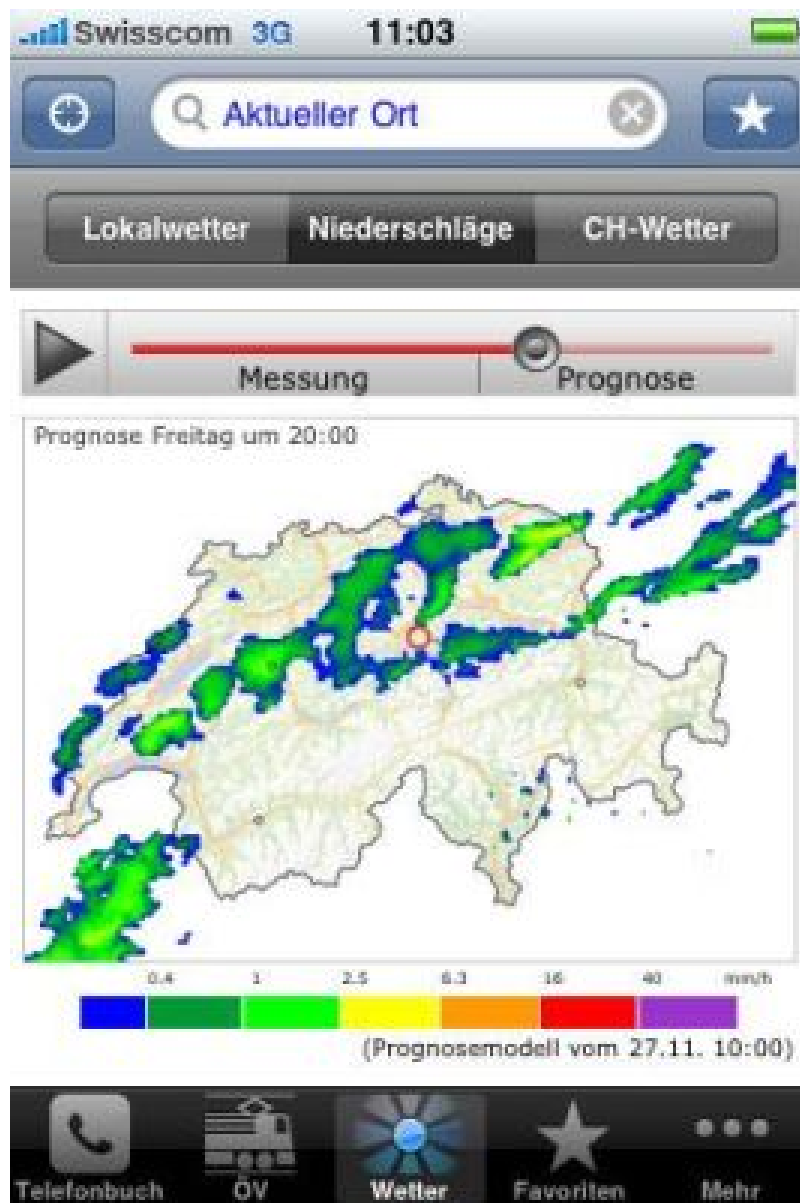 Swisscom 3G 11:03
Aktueller Ort
Lokalwetter Niederschläge CH-Wetter
Messung Prognose
Prognose Freitag um 20:00
0.4 1 2.5 6.3 16 40 mm/h
(Prognosemodell vom 27.11. 10:00)
Telefonbuch ÖV Wetter Favoriten Mehr